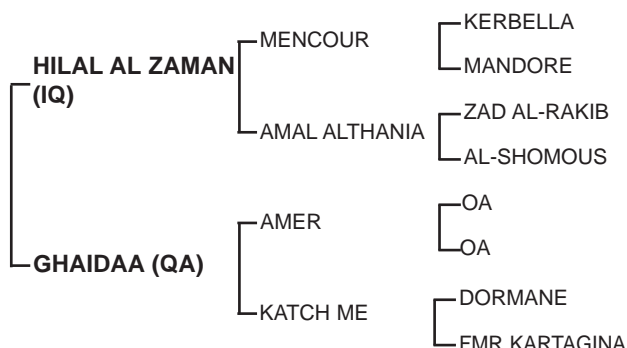 KERBELLA
MENCOUR
HILAL AL ZAMAN
(IQ)
MANDORE
ZAD AL-RAKIB
AMAL ALTHANIA
AL-SHOMOUS
OA
AMER
OA
GHAIDAA (QA)
DORMANE
KATCH ME
FMR KARTAGINA